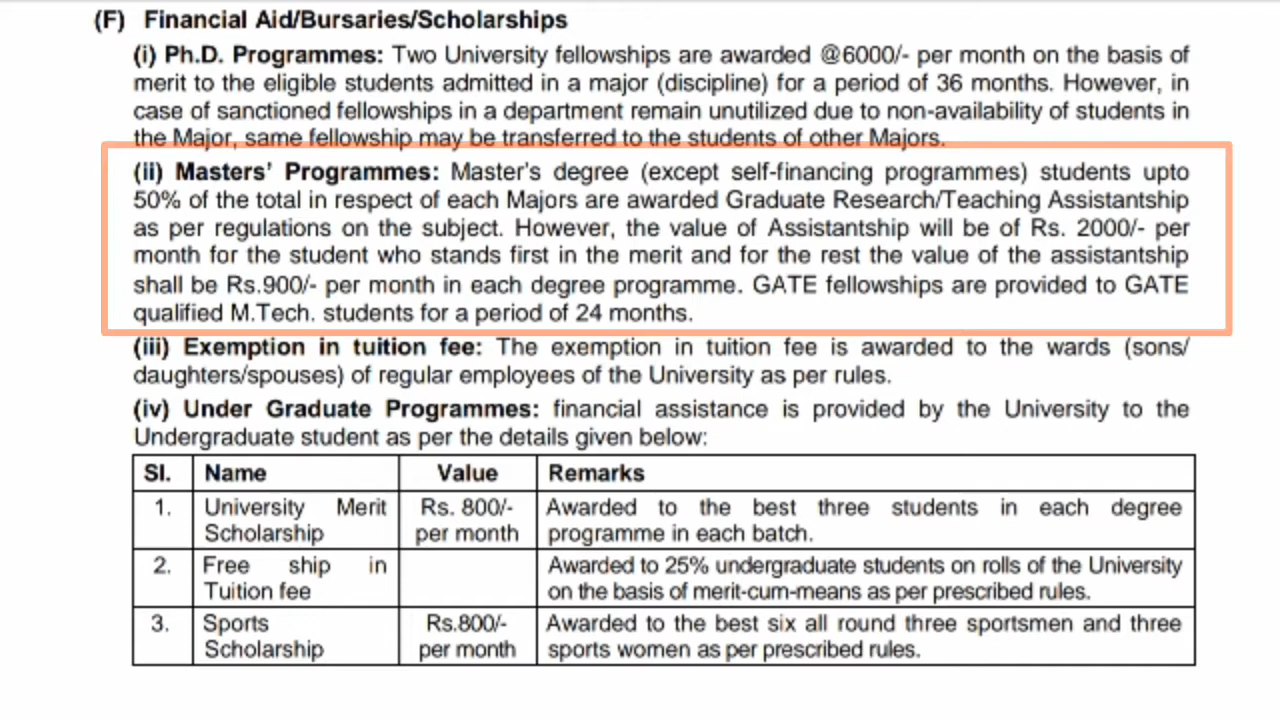 (F) Financial Aid/Bursaries/Scholarships
(i) Ph.D. Programmes: Two University fellowships are awarded @6000/- per month on the basis of
merit to the eligible students admitted in a major (discipline) for a period of 36 months. However, in
case of sanctioned fellowships in a department remain unutilized due to non-availability of students in
the Major, same fellowship may be transferred to the students of other Majors.
(ii) Masters' Programmes: Master's degree (except self-financing programmes) students upto
50% of the total in respect of each Majors are awarded Graduate Research/Teaching Assistantship
as per regulations on the subject. However, the value of Assistantship will be of Rs. 2000/- per
month for the student who stands first in the merit and for the rest the value of the assistantship
shall be Rs.900/- per month in each degree programme. GATE fellowships are provided to GATE
qualified M.Tech. students for a period of 24 months.
(iii) Exemption in tuition fee: The exemption in tuition fee is awarded to the wards (sons/
daughters/spouses) of regular employees of the University as per rules.
(iv) Under Graduate Programmes: financial assistance is provided by the University to the
Undergraduate student as per the details given below:
Sl. Name Value Remarks
1. University Merit Rs. 800/- Awarded to the best three students in each degree
Scholarship per month programme in each batch.
2. Free ship in Awarded to 25% undergraduate students on rolls of the University
Tuition fee on the basis of merit-cum-means as per prescribed rules.
3. Sports Rs.800/- Awarded to the best six all round three sportsmen and three
Scholarship per month sports women as per prescribed rules.